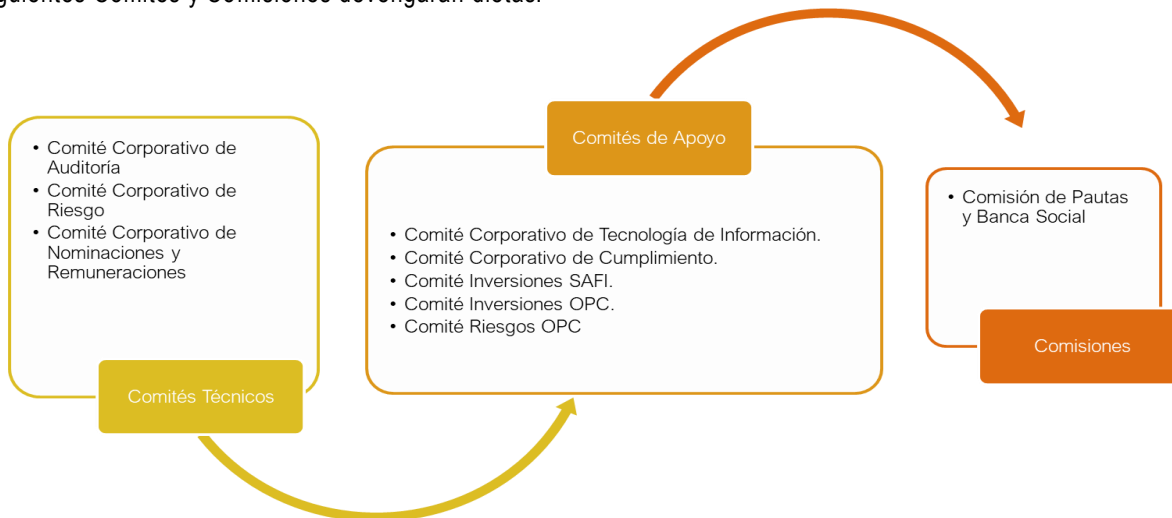 siguientes Comités y Comisiones devengarán dietas:
• Comité Corporativo de
Auditoría
• Comité Corporativo de
Riesgo
• Comité Corporativo de
Nominaciones y
Remuneraciones
Comités Técnicos
Comités de Apoyo
• Comité Corporativo de Tecnología de Información.
• Comité Corporativo de Cumplimiento.
• Comité Inversiones SAFI.
• Comité Inversiones OPC.
• Comité Riesgos OPC
• Comisión de Pautas
y Banca Social
Comisiones